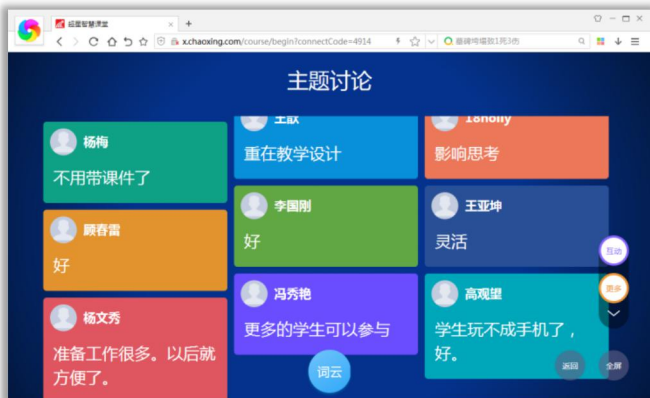 超星智慧课堂
x.chaoxing.com/course/begin?connectCode=4914
主题讨论
杨梅
不用带课件了
顾春雷
好
杨文秀
准备工作很多。以后就
方便了。
王歆
重在教学设计
李国刚
好
冯秀艳
更多的学生可以参与
词云
18holly
影响思考
王亚坤
灵活
高观望
学生玩不成手机了，
好。
互动
更多
返回
全屏